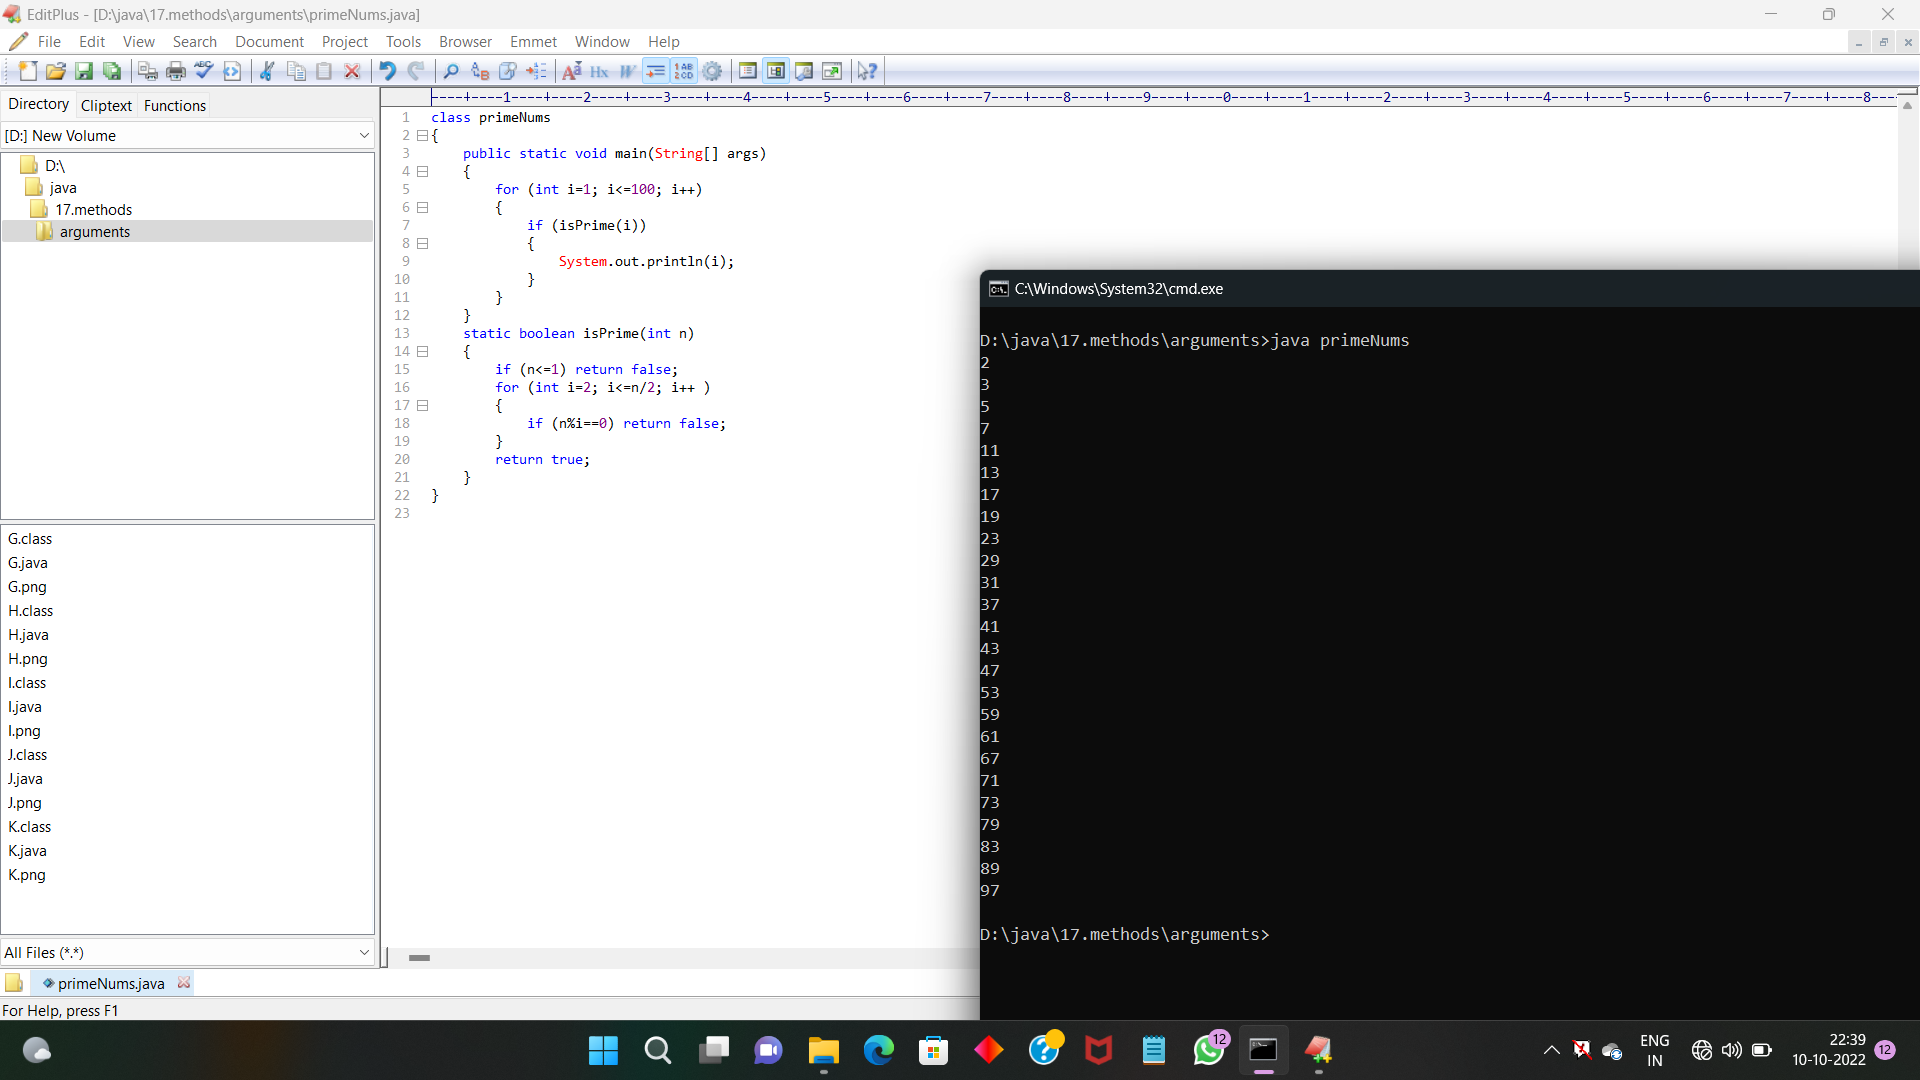 EditPlus - [D:\java\17.methods\arguments\primeNums.java]
File Edit View Search Document Project Tools Browser Emmet Window Help
Directory Cliptext Functions
[D:] New Volume
D:\
java
17.methods
arguments
G.class
G.java
G.png
H.class
H.java
H.png
I.class
I.java
I.png
J.class
J.java
J.png
K.class
K.java
K.png
All Files (*.*)
----+----1----+----2----+----3----+----4----+----5----+----6----+----7----+----8----+----9----+----0----+----1----+----2----+----3----+----4----+----5----+----6----+----7----+----8---
1 class primeNums
2 {
3     public static void main(String[] args)
4     {
5         for (int i=1; i<=100; i++)
6         {
7             if (isPrime(i))
8             {
9                 System.out.println(i);
10             }
11         }
12     }
13     static boolean isPrime(int n)
14     {
15         if (n<=1) return false;
16         for (int i=2; i<=n/2; i++ )
17         {
18             if (n%i==0) return false;
19         }
20         return true;
21     }
22 }
23
C:\Windows\System32\cmd.exe
D:\java\17.methods\arguments>java primeNums
2
3
5
7
11
13
17
19
23
29
31
37
41
43
47
53
59
61
67
71
73
79
83
89
97
D:\java\17.methods\arguments>
primeNums.java
For Help, press F1
12
ENG
IN
22:39
10-10-2022
12